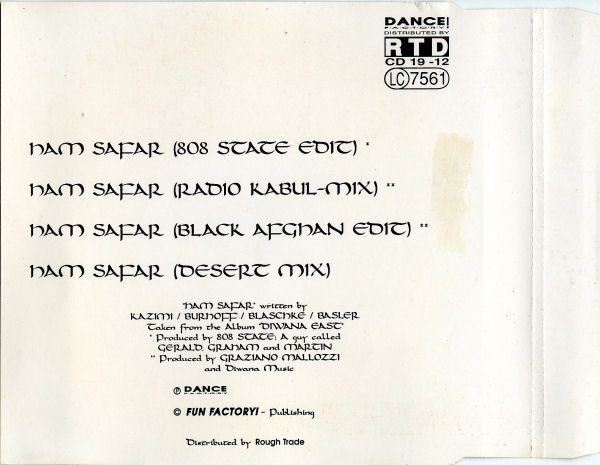 DANCE!
FACTORY!
DISTRIBUTED BY
RTD
CD 19-12
LC 7561
HAM SAFAR (808 STATE EDIT) *
HAM SAFAR (RADIO KABUL-MIX) **
HAM SAFAR (BLACK AFGHAN EDIT) **
HAM SAFAR (DESERT MIX)
"HAM SAFAR" written by
KAZIMI / BURHOFF / BLASCHKE / BASLER
Taken from the Album "DIWANA EAST"
* Produced by 808 STATE: A guy called
GERALD, GRAHAM and MARTIN
** Produced by GRAZIANO MALLOZZI
and Diwana Music
Ⓟ DANCE
FACTORY!
© FUN FACTORY! - Publishing
Distributed by Rough Trade